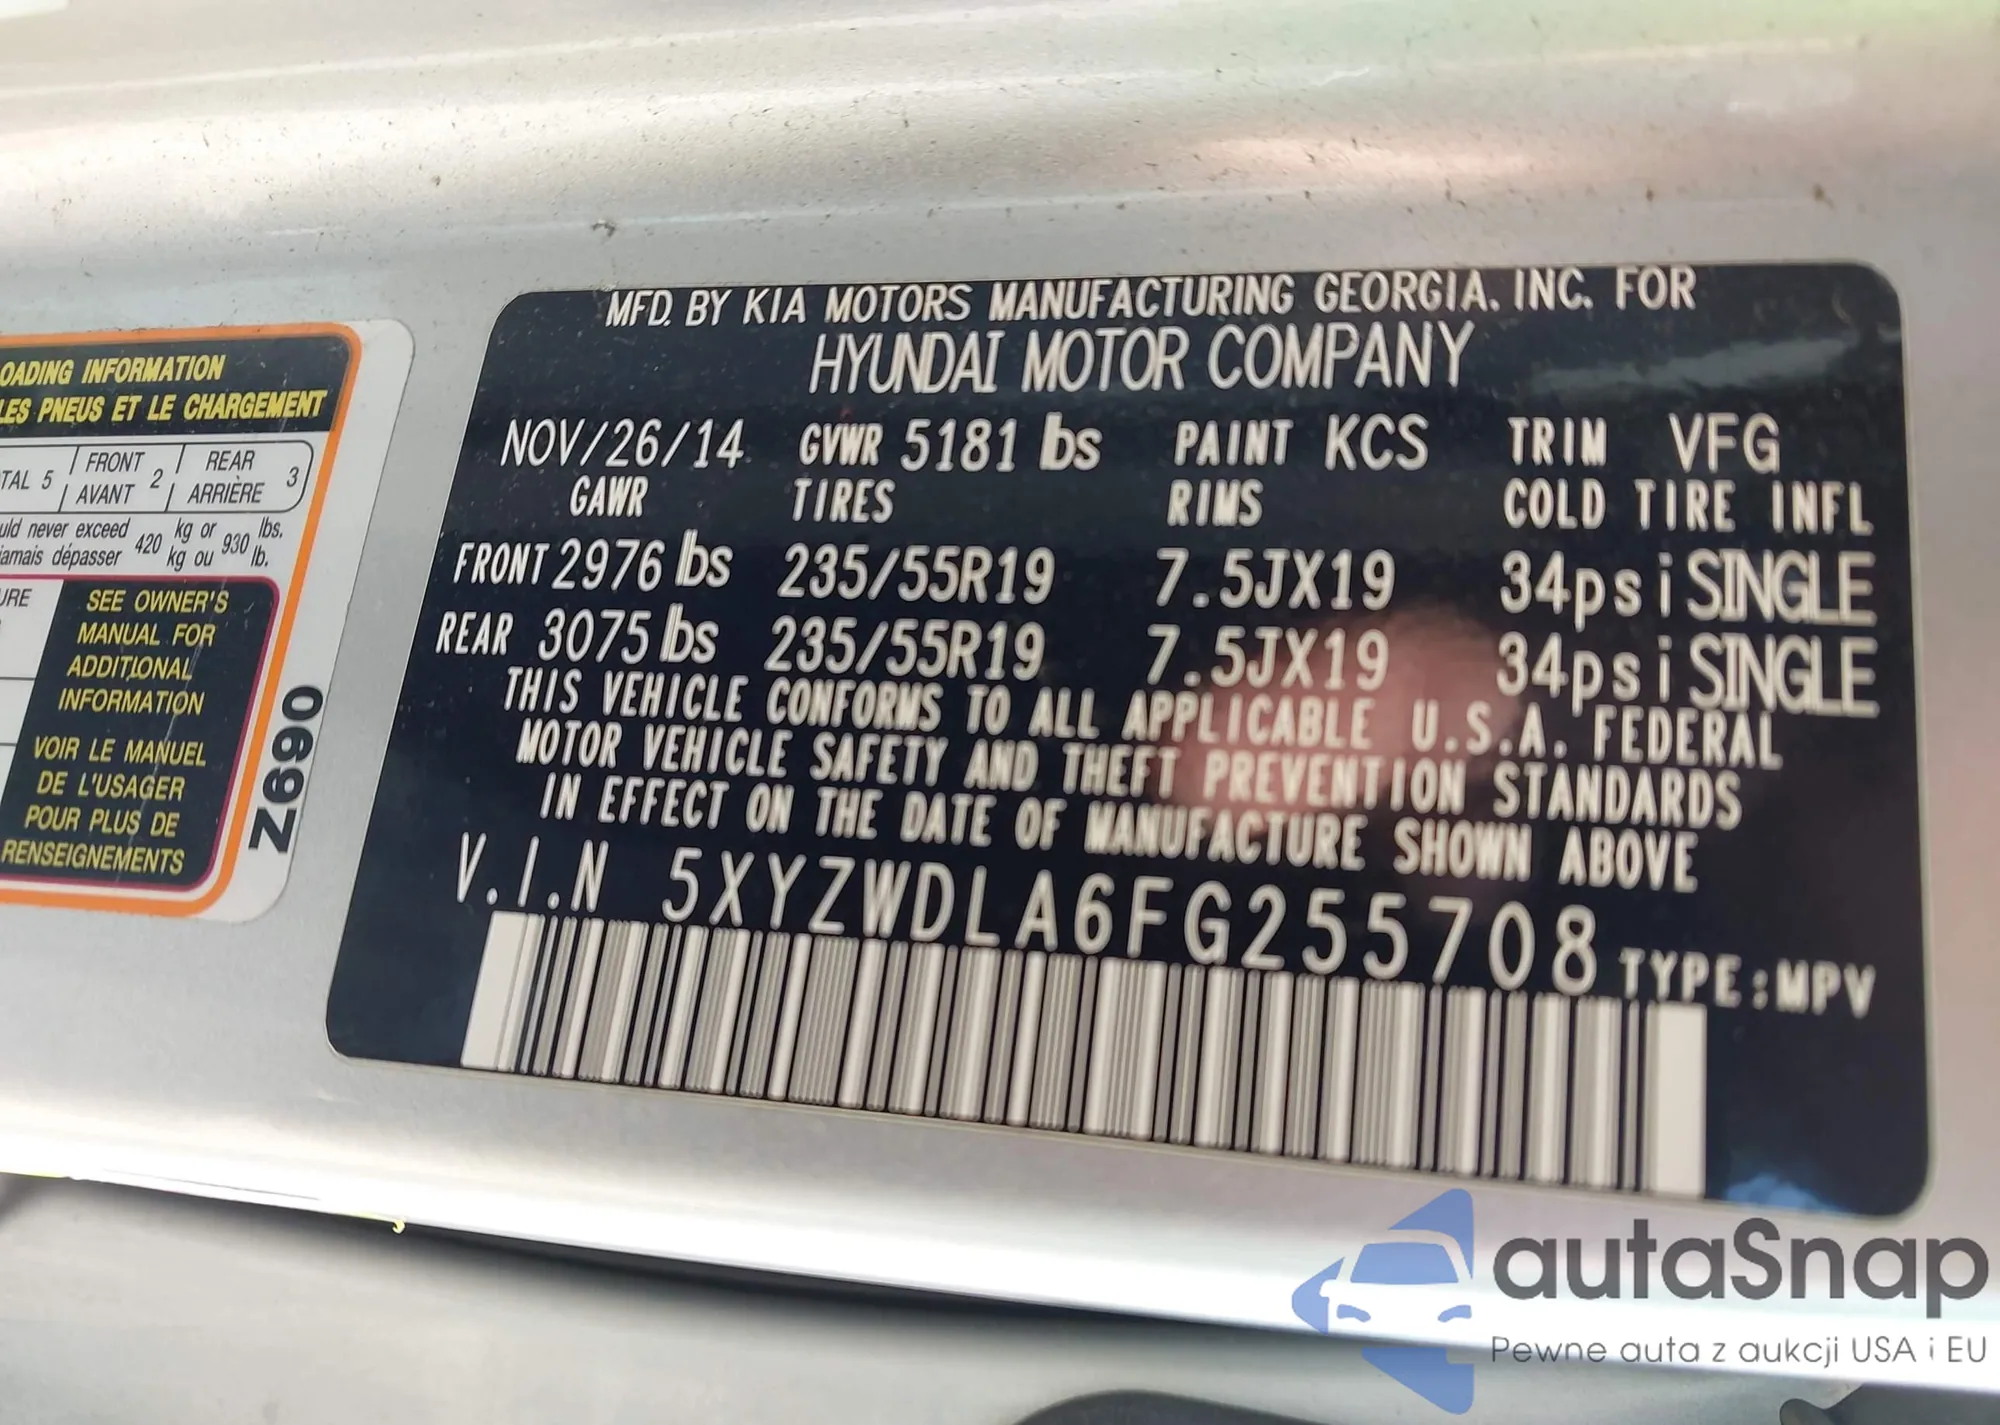 OADING INFORMATION
LES PNEUS ET LE CHARGEMENT
TAL 5 FRONT AVANT 2 REAR ARRIÈRE 3
uld never exceed 420 kg or 930 lbs.
jamais dépasser kg ou lb.
URE
SEE OWNER'S
MANUAL FOR
ADDITIONAL
INFORMATION
VOIR LE MANUEL
DE L'USAGER
POUR PLUS DE
RENSEIGNEMENTS
Z690
MFD. BY KIA MOTORS MANUFACTURING GEORGIA. INC. FOR
HYUNDAI MOTOR COMPANY
NOV/26/14 GVWR 5181 lbs PAINT KCS TRIM VFG
GAWR TIRES RIMS COLD TIRE INFL
FRONT 2976 lbs 235/55R19 7.5JX19 34psi SINGLE
REAR 3075 lbs 235/55R19 7.5JX19 34psi SINGLE
THIS VEHICLE CONFORMS TO ALL APPLICABLE U.S.A. FEDERAL
MOTOR VEHICLE SAFETY AND THEFT PREVENTION STANDARDS
IN EFFECT ON THE DATE OF MANUFACTURE SHOWN ABOVE
V.I.N 5XYZWDLA6FG255708 TYPE:MPV
autaSnap
Pewne auta z aukcji USA i EU